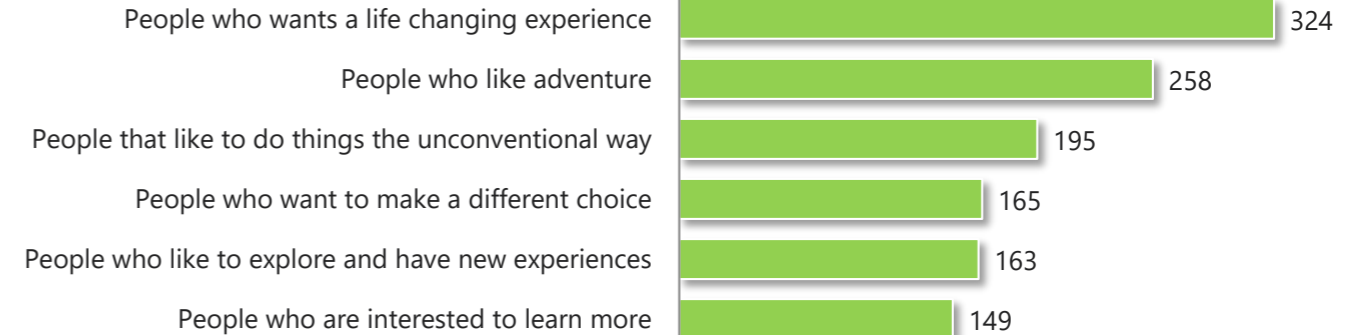 People who wants a life changing experience 324
People who like adventure 258
People that like to do things the unconventional way 195
People who want to make a different choice 165
People who like to explore and have new experiences 163
People who are interested to learn more 149